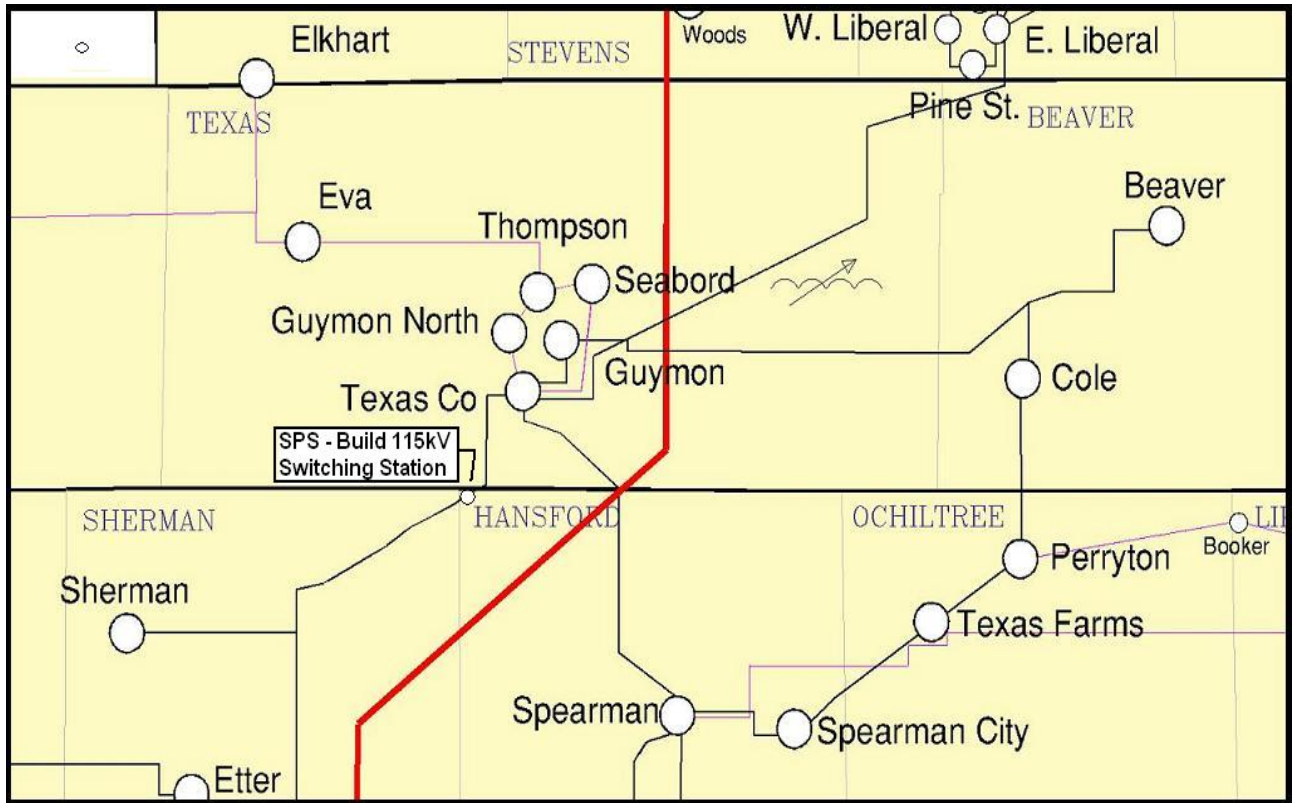 Elkhart
STEVENS
Woods
W. Liberal
E. Liberal
Pine St.
TEXAS
BEAVER
Eva
Beaver
Thompson
Seabord
Guymon North
Guymon
Cole
Texas Co
SPS - Build 115kV
Switching Station
SHERMAN
HANSFORD
OCHILTREE
Booker
Perryton
Sherman
Texas Farms
Spearman
Spearman City
Etter